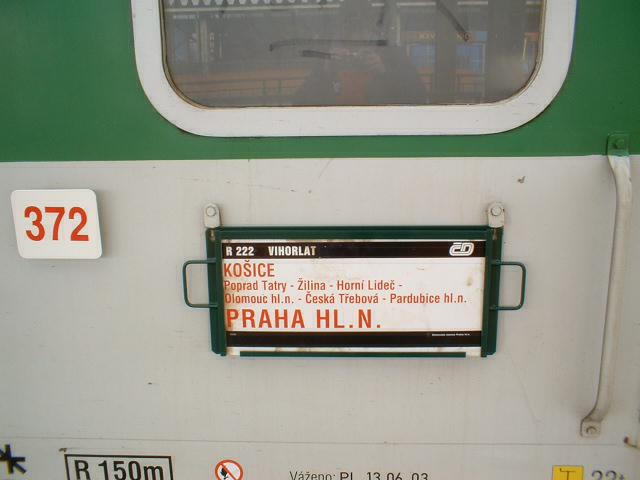 372
R 222 VIHORLAT ČD
KOŠICE
Poprad Tatry - Žilina - Horní Lideč -
Olomouc hl.n. - Česká Třebová - Pardubice hl.n.
PRAHA HL.N.
R 150m
Váženo: PL 13.06.03
T